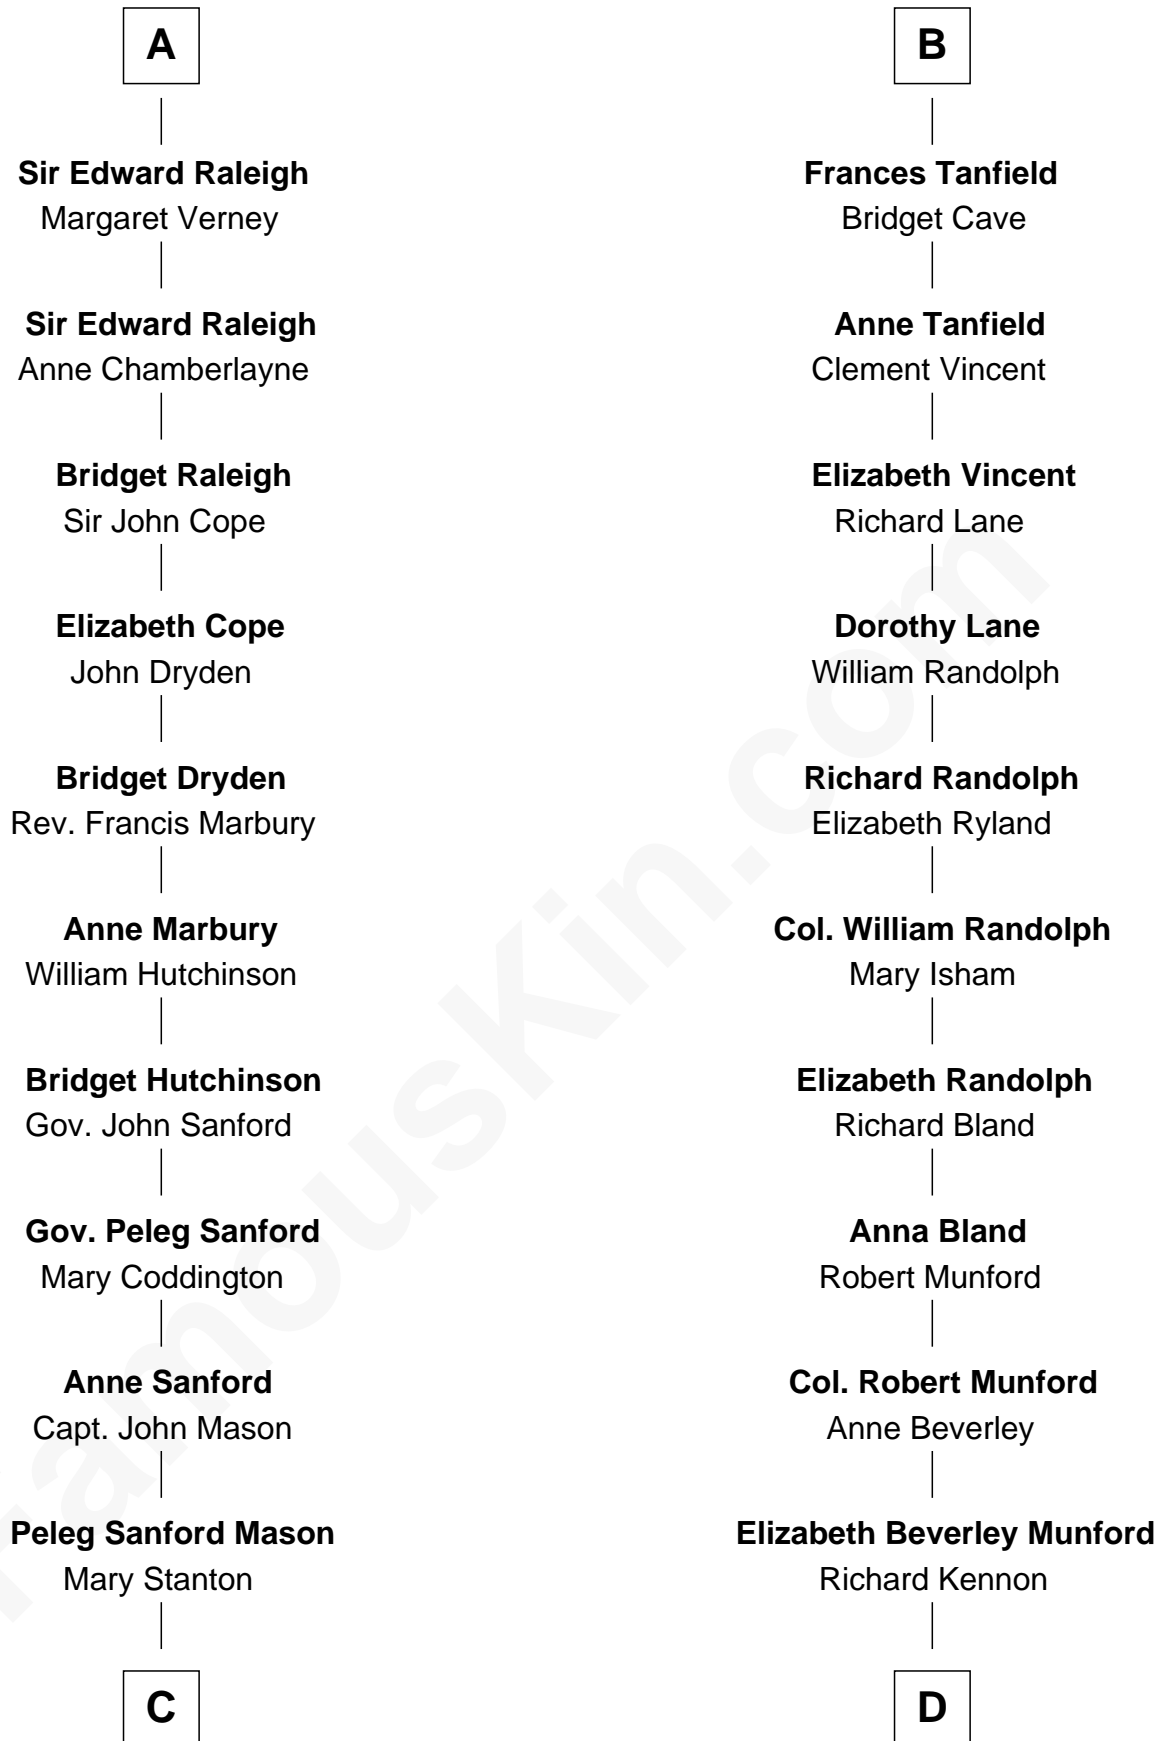 A
Sir Edward Raleigh
Margaret Verney
Sir Edward Raleigh
Anne Chamberlayne
Bridget Raleigh
Sir John Cope
Elizabeth Cope
John Dryden
Bridget Dryden
Rev. Francis Marbury
Anne Marbury
William Hutchinson
Bridget Hutchinson
Gov. John Sanford
Gov. Peleg Sanford
Mary Coddington
Anne Sanford
Capt. John Mason
Peleg Sanford Mason
Mary Stanton
C
B
Frances Tanfield
Bridget Cave
Anne Tanfield
Clement Vincent
Elizabeth Vincent
Richard Lane
Dorothy Lane
William Randolph
Richard Randolph
Elizabeth Ryland
Col. William Randolph
Mary Isham
Elizabeth Randolph
Richard Bland
Anna Bland
Robert Munford
Col. Robert Munford
Anne Beverley
Elizabeth Beverley Munford
Richard Kennon
D
FamousKin.com